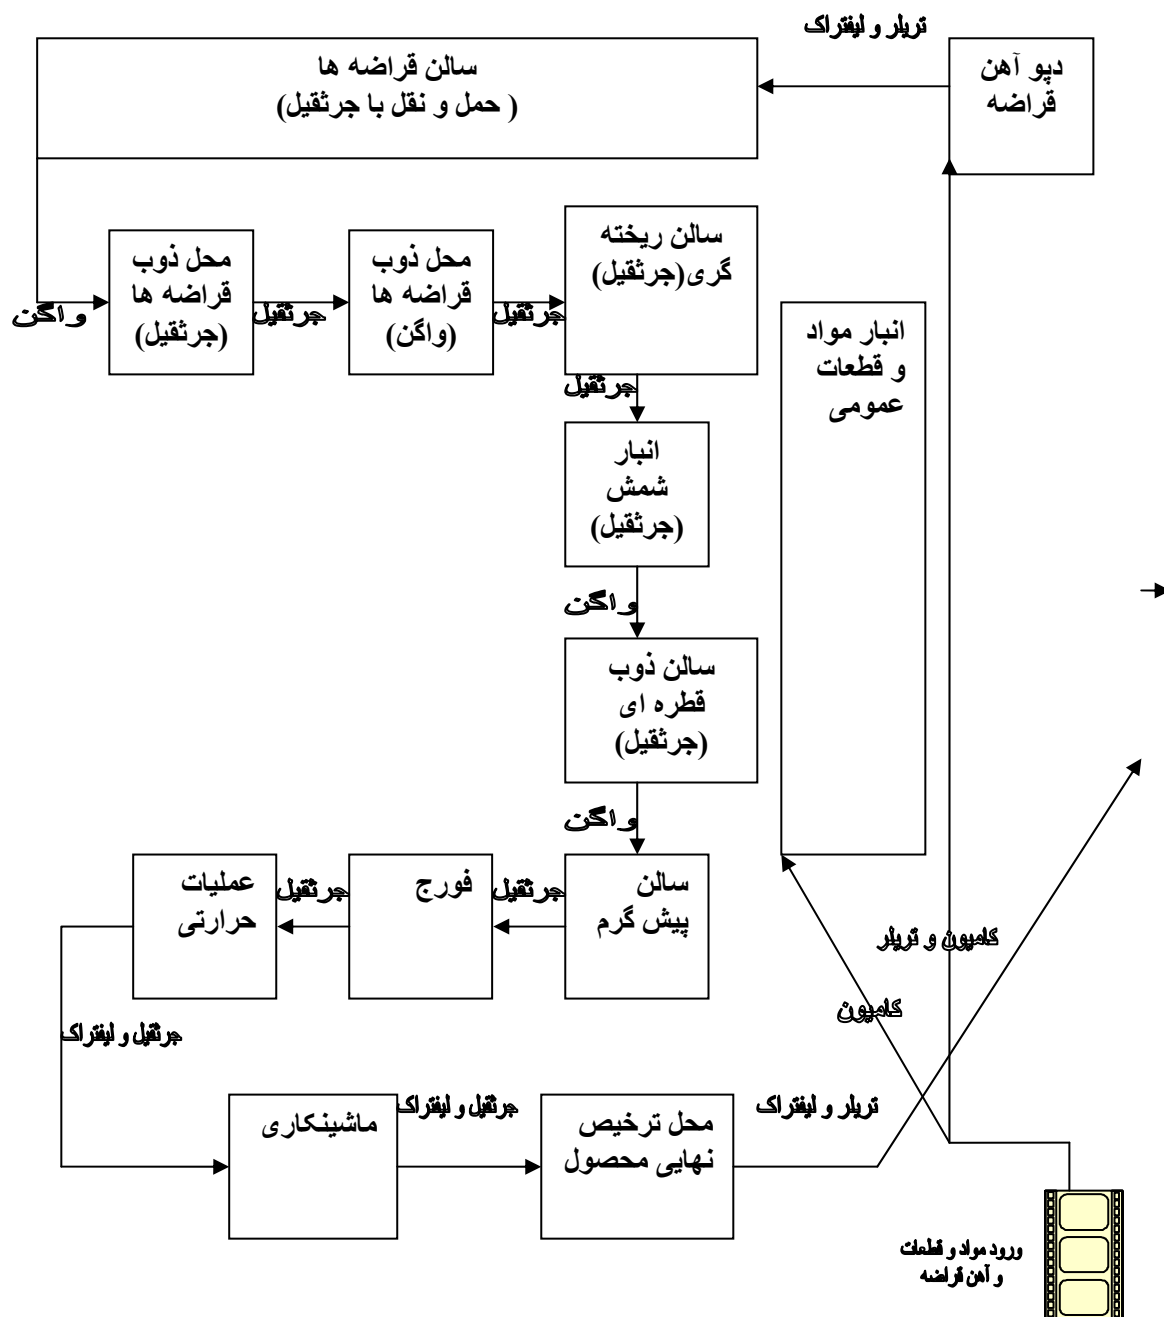 تریلر و لیفتراک
دپو آهن
قراضه
سالن قراضه ها
( حمل و نقل با جرثقیل)
واگن
محل ذوب
قراضه ها
(جرثقیل)
جرثقیل
محل ذوب
قراضه ها
(واگن)
جرثقیل
سالن ریخته
گری(جرثقیل)
جرثقیل
انبار مواد
و قطعات
عمومی
انبار
شمش
(جرثقیل)
واگن
سالن ذوب
قطره ای
(جرثقیل)
واگن
سالن
پیش گرم
جرثقیل
فورج
جرثقیل
عملیات
حرارتی
جرثقیل و لیفتراک
ماشینکاری
جرثقیل و لیفتراک
محل ترخیص
نهایی محصول
تریلر و لیفتراک
کامیون و تریلر
کامیون
ورود مواد و قطعات
و آهن قراضه